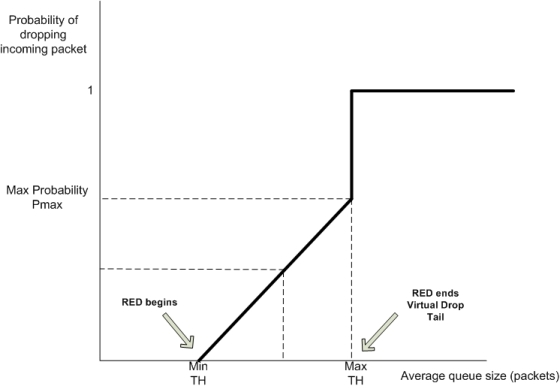 Probability of
dropping
incoming packet
1
Max Probability
Pmax
RED begins
RED ends
Virtual Drop
Tail
Min
TH
Max
TH
Average queue size (packets)